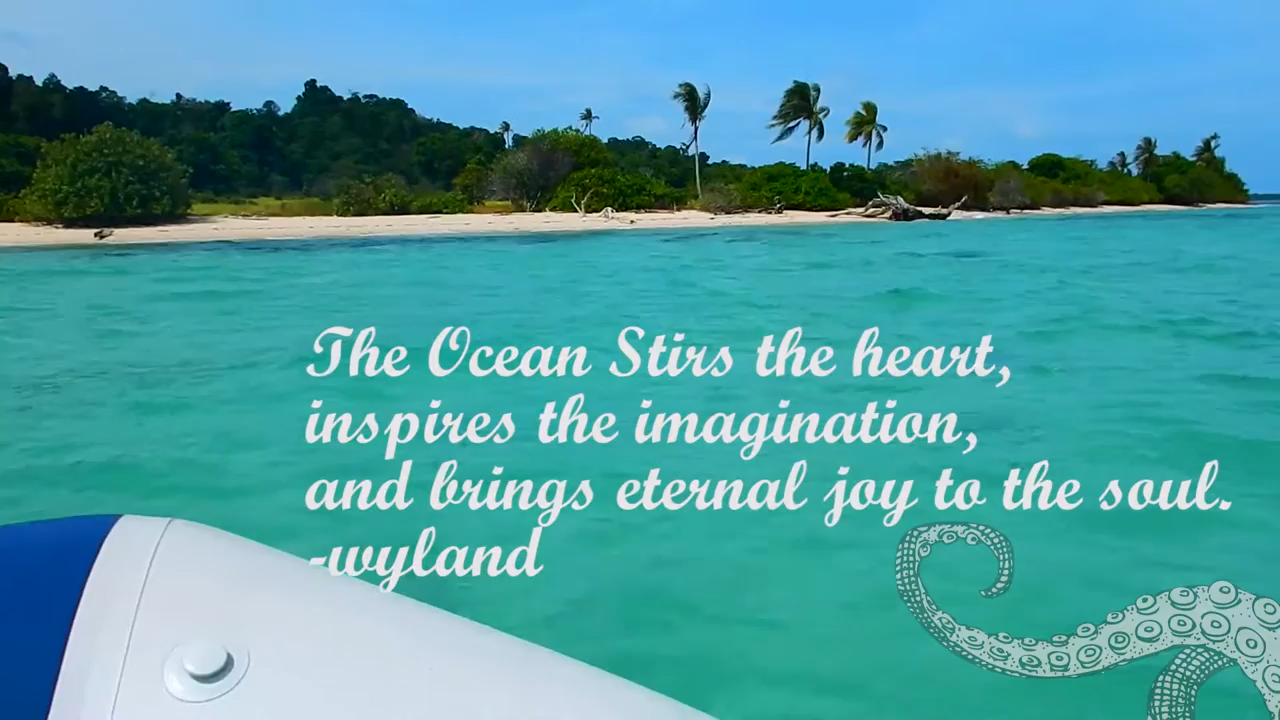 The Ocean Stirs the heart,
inspires the imagination,
and brings eternal joy to the soul.
-wyland